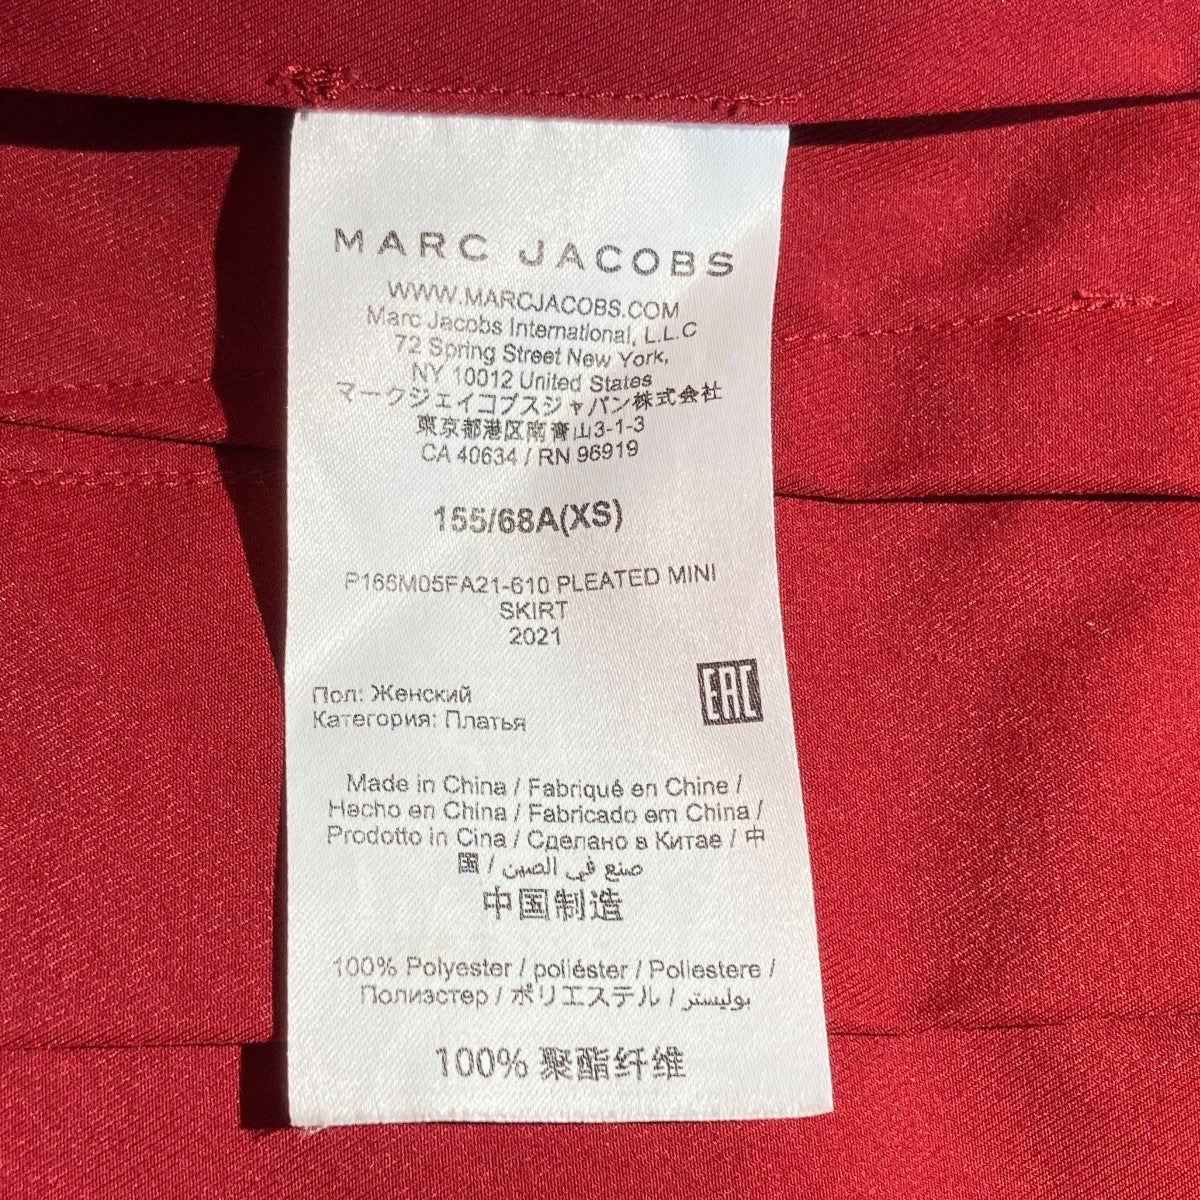 MARC JACOBS
WWW.MARCJACOBS.COM
Marc Jacobs International, L.L.C
72 Spring Street New York,
NY 10012 United States
マークジェイコブスジャパン株式会社
東京都港区南青山3-1-3
CA 40634 / RN 96919
155/68A(XS)
P166M05FA21-610 PLEATED MINI
SKIRT
2021
Пол: Женский
Категория: Платья
EAC
Made in China / Fabriqué en Chine /
Hecho en China / Fabricado em China /
Prodotto in Cina / Сделано в Китае / 中
国 / صنع في الصين
中国制造
100% Polyester / poliéster / Poliestere /
Полиэстер / ポリエステル / بوليستر
100% 聚酯纤维